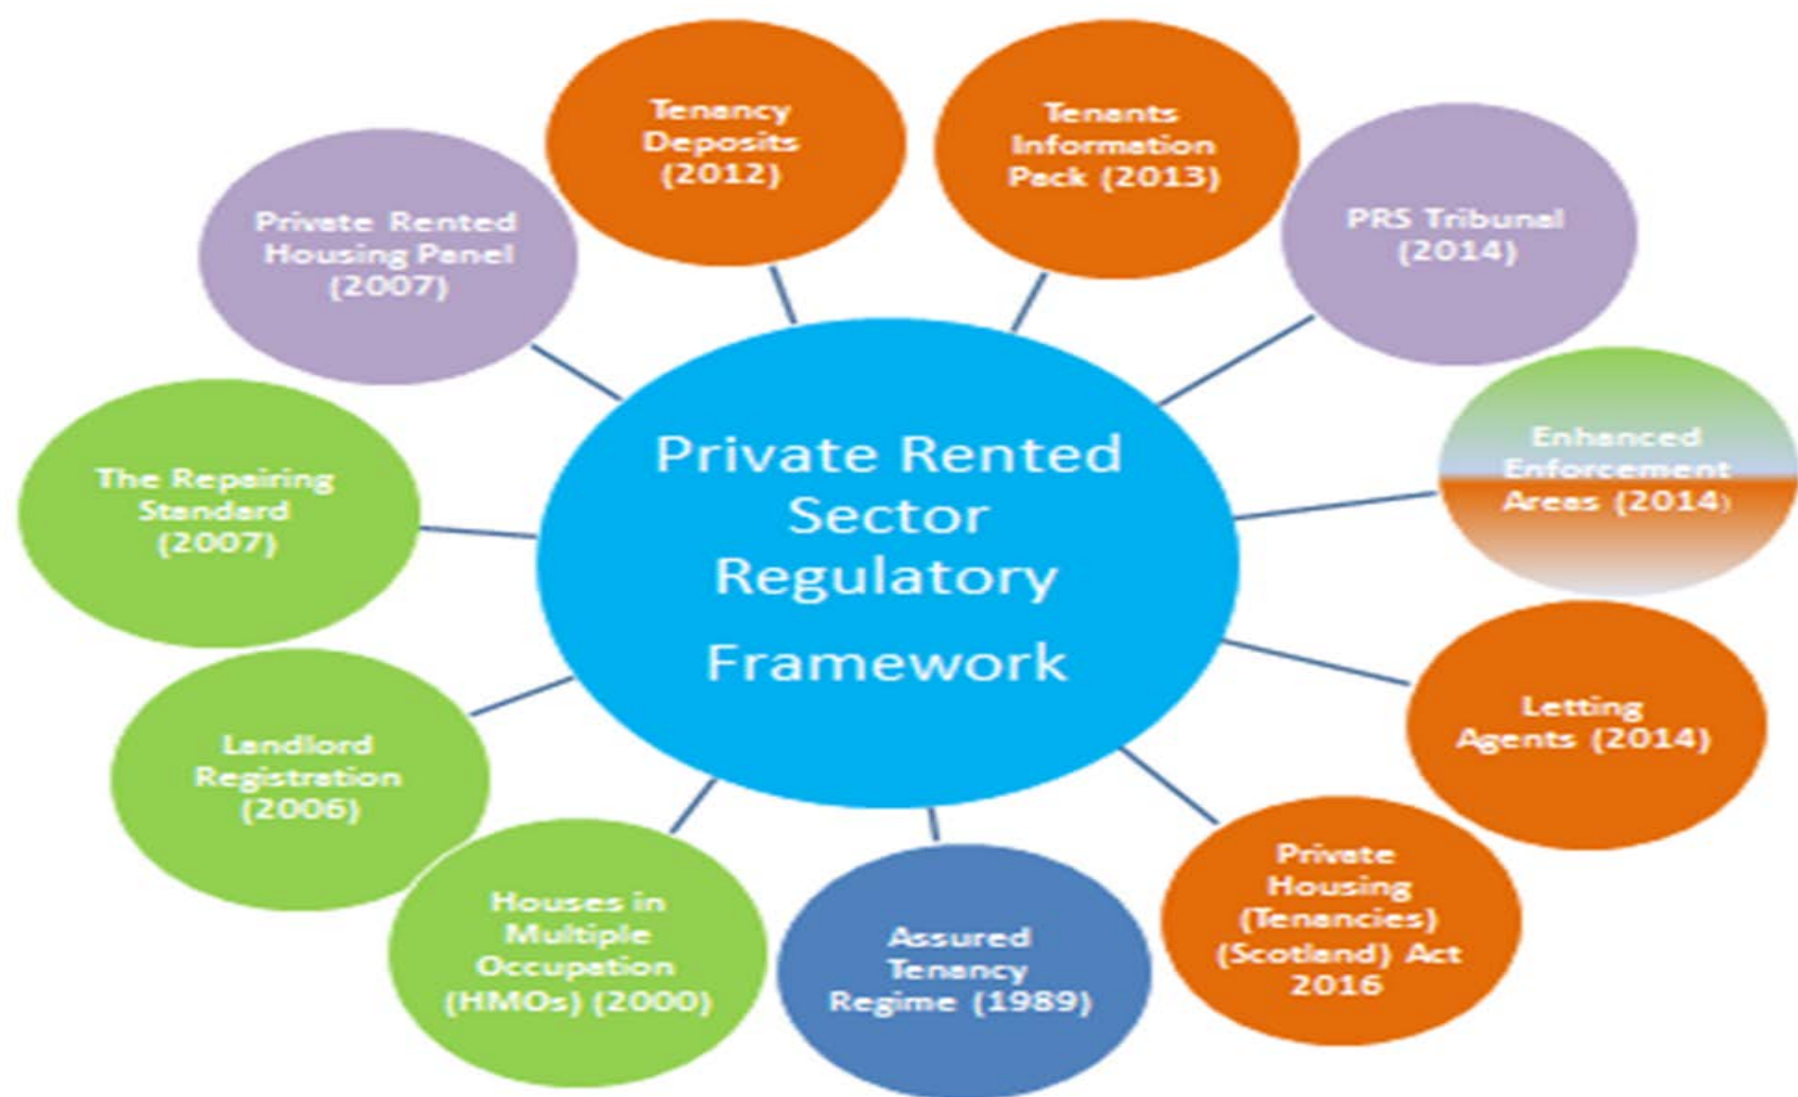 Tenancy
Deposits
(2012)
Tenants
Information
Pack (2013)
PRS Tribunal
(2014)
Enhanced
Enforcement
Areas (2014)
Letting
Agents (2014)
Private
Housing
(Tenancies)
(Scotland) Act
2016
Assured
Tenancy
Regime (1989)
Houses in
Multiple
Occupation
(HMOs) (2000)
Landlord
Registration
(2006)
The Repairing
Standard
(2007)
Private Rented
Housing Panel
(2007)
Private Rented
Sector
Regulatory
Framework